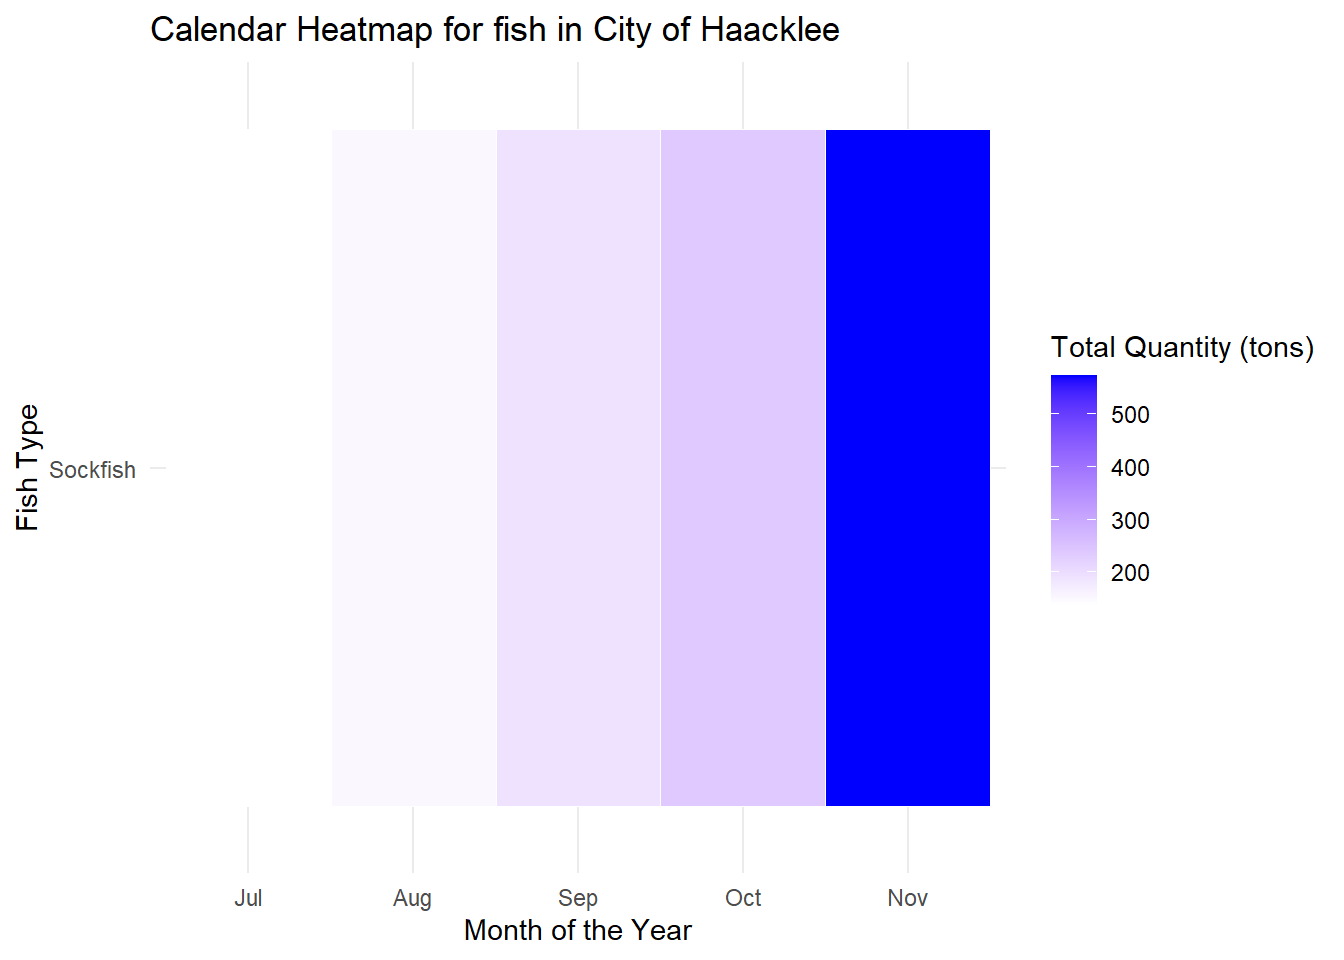 Calendar Heatmap for fish in City of Haacklee
Fish Type
Sockfish
Jul Aug Sep Oct Nov
Month of the Year
Total Quantity (tons)
500
400
300
200